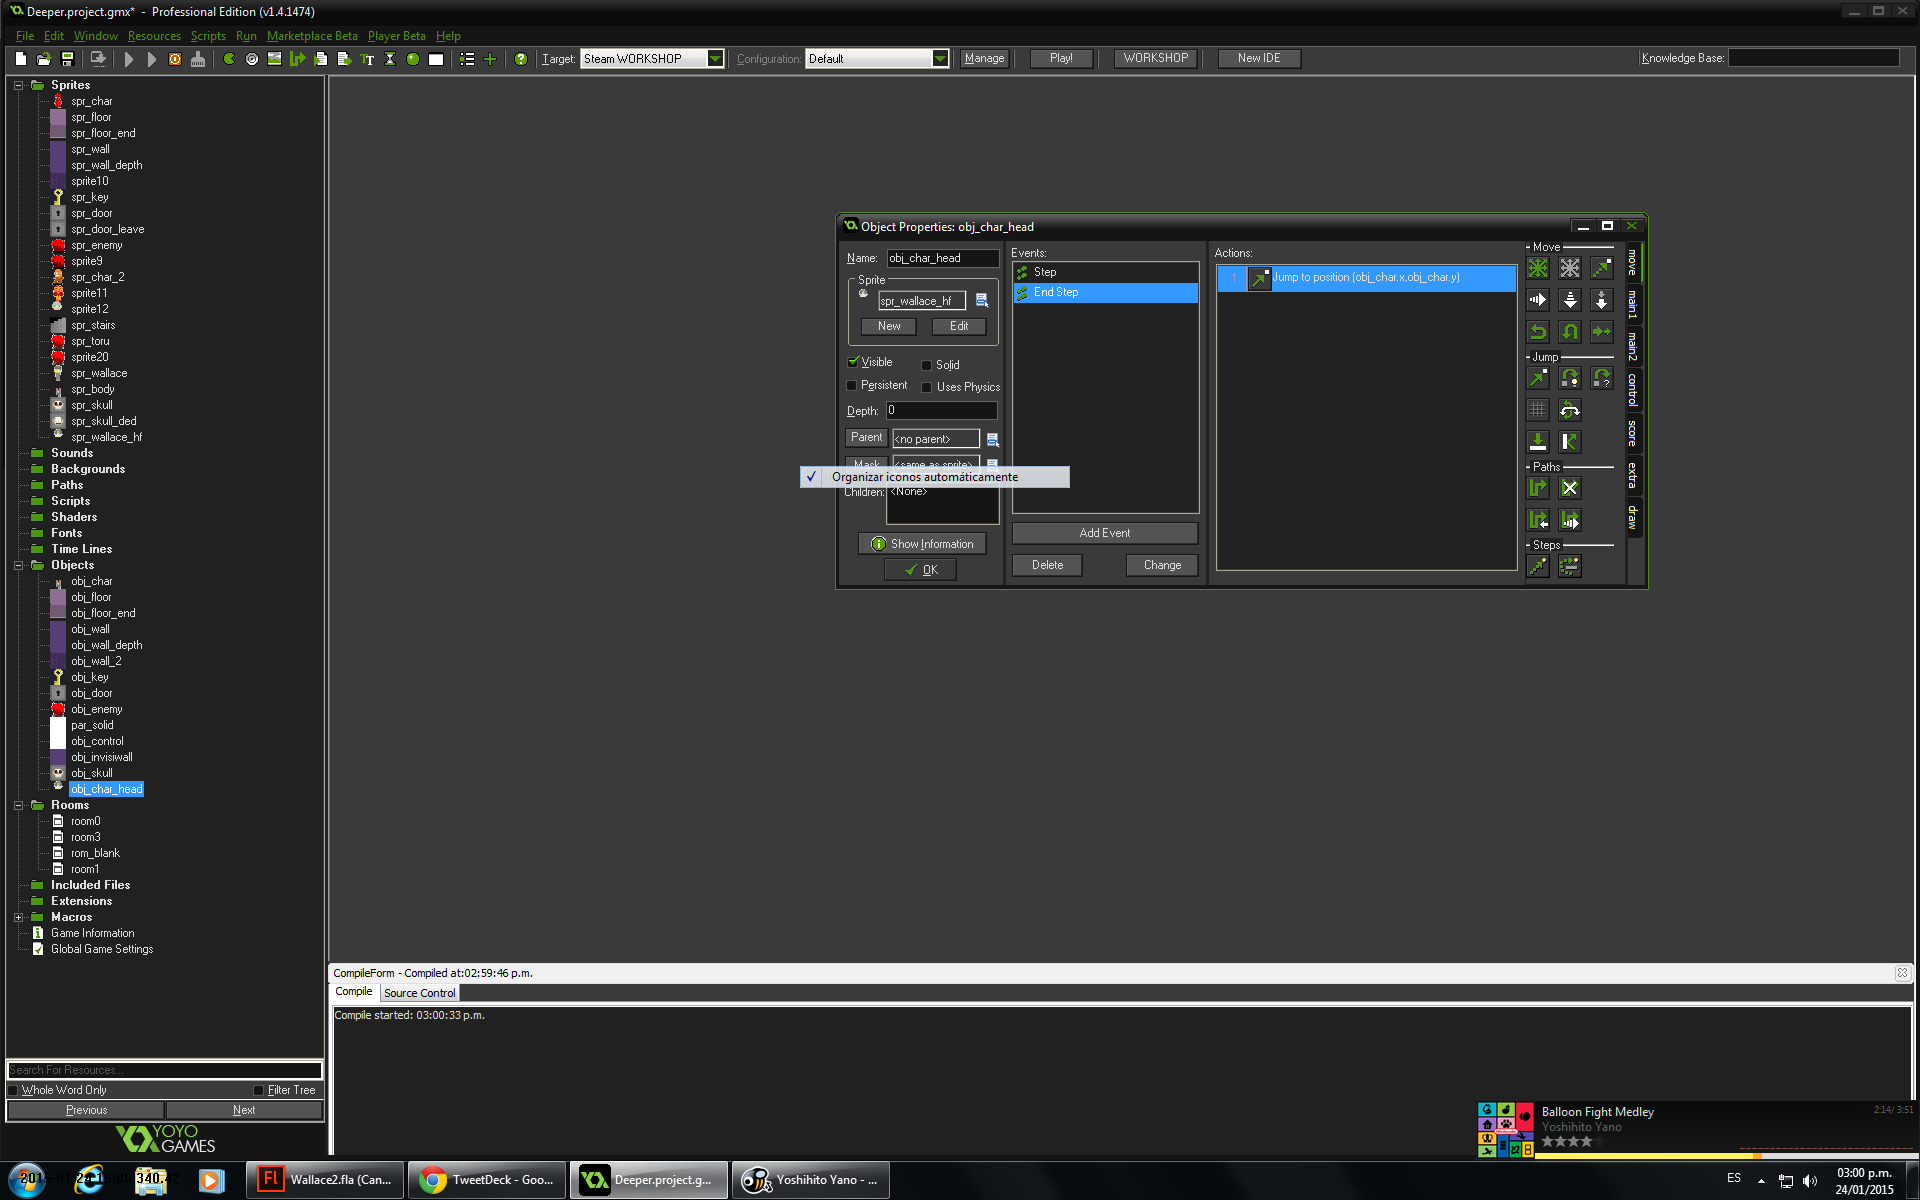 Deeper.project.gmx* - Professional Edition (v1.4.1474)
File Edit Window Resources Scripts Run Marketplace Beta Player Beta Help
Target: Steam WORKSHOP Configuration: Default Manage Play! WORKSHOP New IDE Knowledge Base:
Sprites
spr_char
spr_floor
spr_floor_end
spr_wall
spr_wall_depth
sprite10
spr_key
spr_door
spr_door_leave
spr_enemy
sprite9
spr_char_2
sprite11
sprite12
spr_stairs
spr_toru
sprite20
spr_wallace
spr_body
spr_skull
spr_skull_ded
spr_wallace_hf
Sounds
Backgrounds
Paths
Scripts
Shaders
Fonts
Time Lines
Objects
obj_char
obj_floor
obj_floor_end
obj_wall
obj_wall_depth
obj_wall_2
obj_key
obj_door
obj_enemy
par_solid
obj_control
obj_invisiwall
obj_skull
obj_char_head
Rooms
room0
room3
rom_blank
room1
Included Files
Extensions
Macros
Game Information
Global Game Settings
Search For Resources...
Whole Word Only Filter Tree
Previous Next
YOYO GAMES
Object Properties: obj_char_head
Name: obj_char_head
Sprite
spr_wallace_hf
New Edit
Visible Solid
Persistent Uses Physics
Depth: 0
Parent <no parent>
Mask <same as sprite>
Organizar iconos automáticamente
Children: <None>
Show Information
OK
Events:
Step
End Step
Add Event
Delete Change
Actions:
1 Jump to position (obj_char.x,obj_char.y)
Move
Jump
Paths
Steps
move
main1
main2
control
score
extra
draw
CompileForm - Compiled at:02:59:46 p.m.
Compile Source Control
Compile started: 03:00:33 p.m.
Balloon Fight Medley 2:14/ 3:51
Yoshihito Yano
Wallace2.fla (Can... TweetDeck - Goo... Deeper.project.g... Yoshihito Yano - ...
ES 03:00 p.m.
24/01/2015